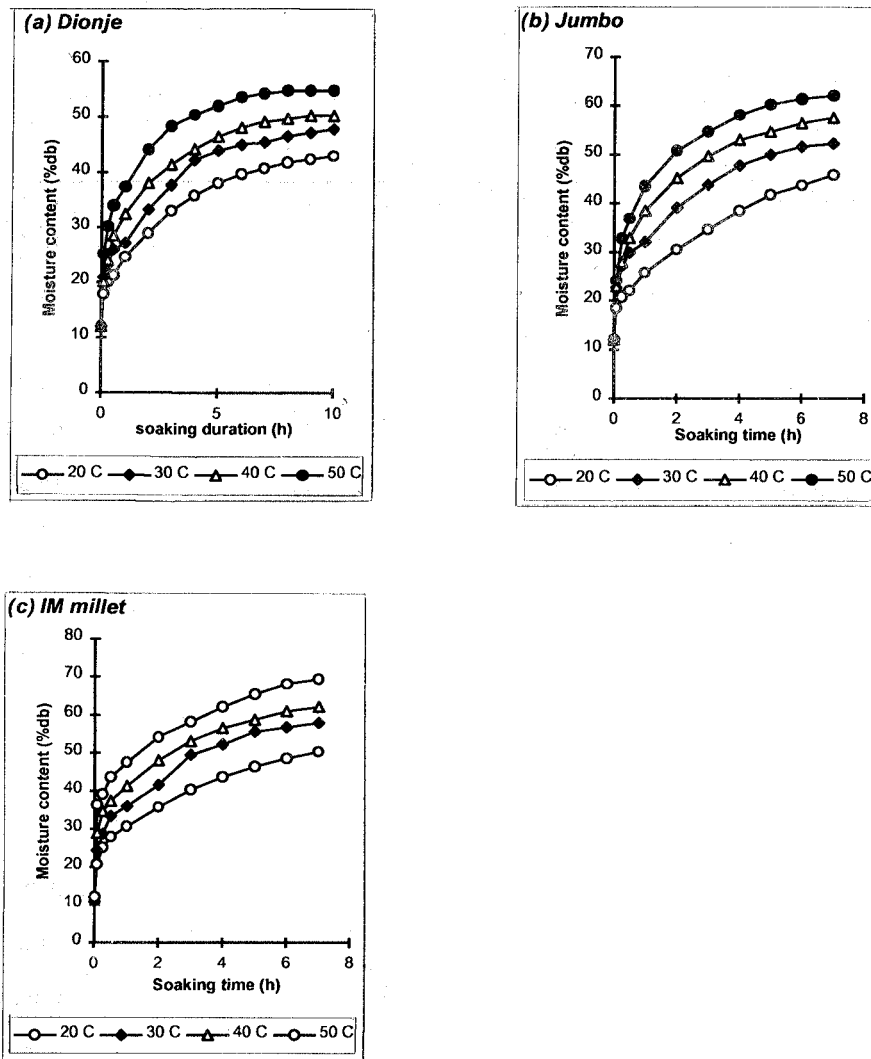 (a) Dionje
60
50
40
30
20
10
0
Moisture content (%db)
0 5 10
soaking duration (h)
20 C 30 C 40 C 50 C
(b) Jumbo
70
60
50
40
30
20
10
0
Moisture content (%db)
0 2 4 6 8
Soaking time (h)
20 C 30 C 40 C 50 C
(c) IM millet
80
70
60
50
40
30
20
10
0
Moisture content (%db)
0 2 4 6 8
Soaking time (h)
20 C 30 C 40 C 50 C